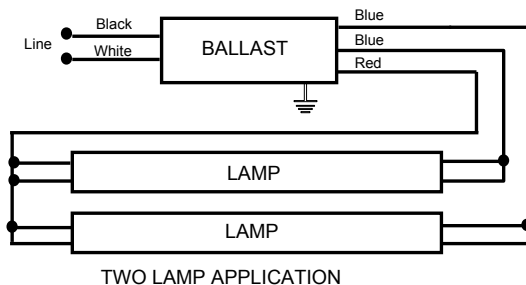 Black
Blue
Line
White
BALLAST
Blue
Red
LAMP
LAMP
TWO LAMP APPLICATION